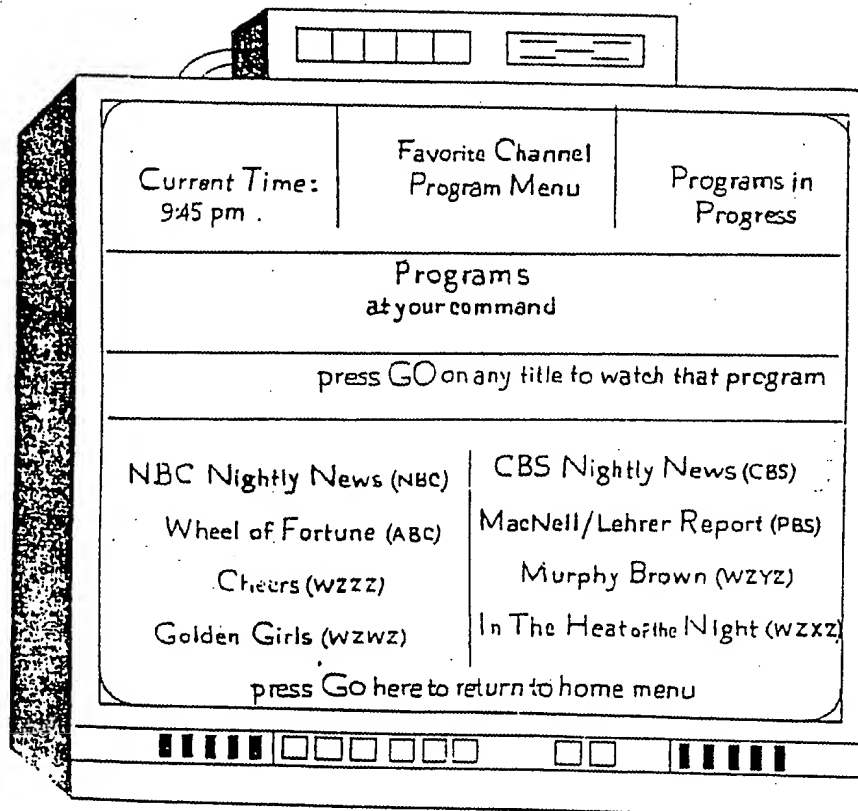 Current Time:
9:45 pm .
Favorite Channel
Program Menu
Programs in
Progress
Programs
at your command
press GO on any title to watch that program
NBC Nightly News (NBC)
Wheel of Fortune (ABC)
Cheers (WZZZ)
Golden Girls (WZWZ)
CBS Nightly News (CBS)
MacNell/Lehrer Report (PBS)
Murphy Brown (WZYZ)
In The Heat of the Night (WZXZ)
press Go here to return to home menu